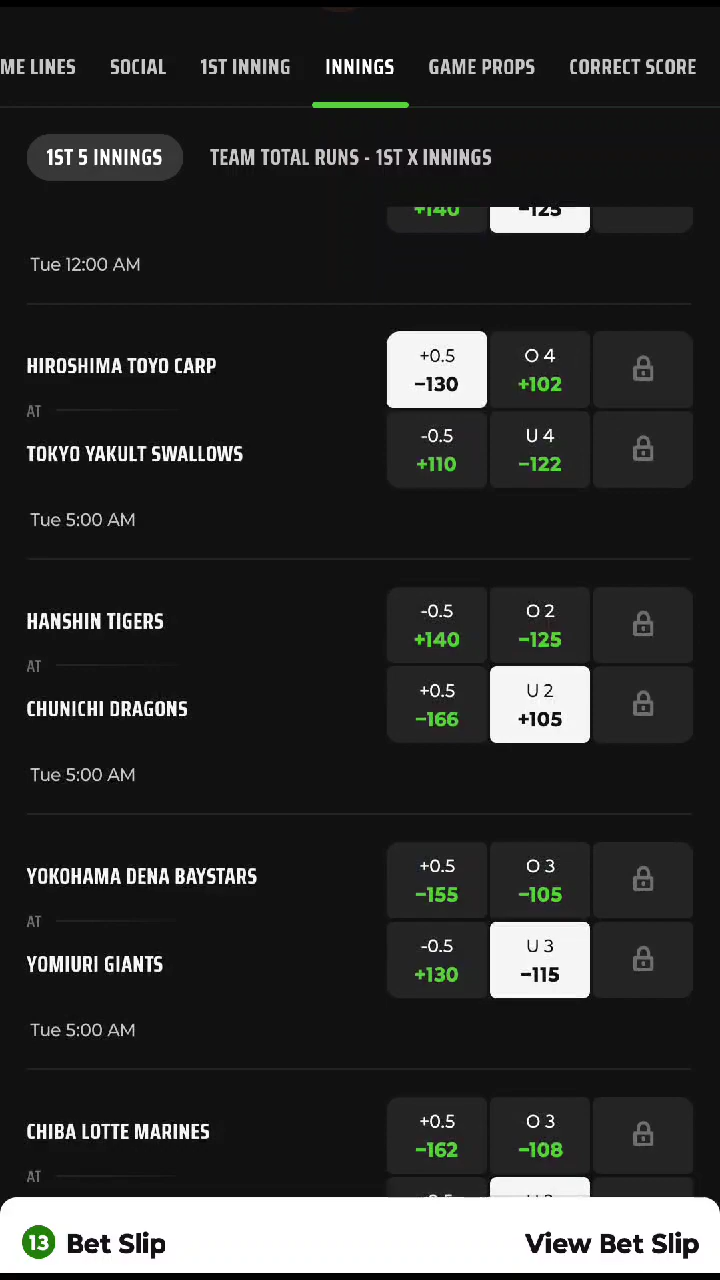 ME LINES SOCIAL 1ST INNING INNINGS GAME PROPS CORRECT SCORE
1ST 5 INNINGS TEAM TOTAL RUNS - 1ST X INNINGS
+140 −125
Tue 12:00 AM
+0.5 O 4
HIROSHIMA TOYO CARP
−130 +102
AT
-0.5 U 4
TOKYO YAKULT SWALLOWS
+110 −122
Tue 5:00 AM
-0.5 O 2
HANSHIN TIGERS
+140 −125
AT
+0.5 U 2
CHUNICHI DRAGONS
−166 +105
Tue 5:00 AM
+0.5 O 3
YOKOHAMA DENA BAYSTARS
−155 −105
AT
-0.5 U 3
YOMIURI GIANTS
+130 −115
Tue 5:00 AM
+0.5 O 3
CHIBA LOTTE MARINES
−162 −108
AT
13 Bet Slip View Bet Slip